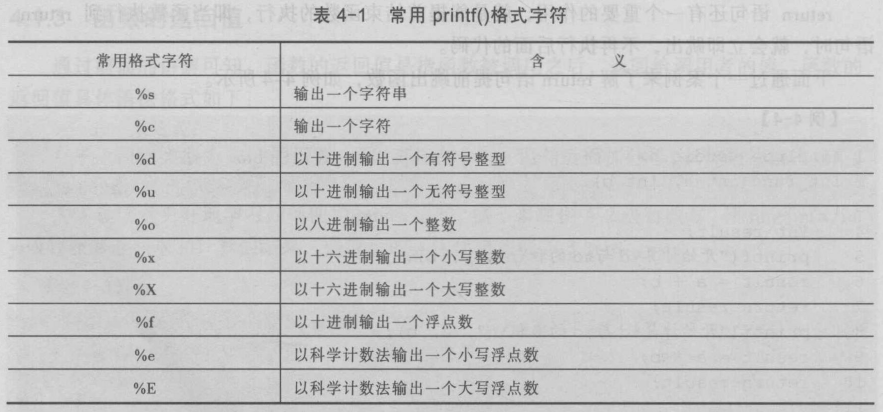 表 4-1 常用 printf()格式字符
常用格式字符 含 义
%s 输出一个字符串
%c 输出一个字符
%d 以十进制输出一个有符号整型
%u 以十进制输出一个无符号整型
%o 以八进制输出一个整数
%x 以十六进制输出一个小写整数
%X 以十六进制输出一个大写整数
%f 以十进制输出一个浮点数
%e 以科学计数法输出一个小写浮点数
%E 以科学计数法输出一个大写浮点数